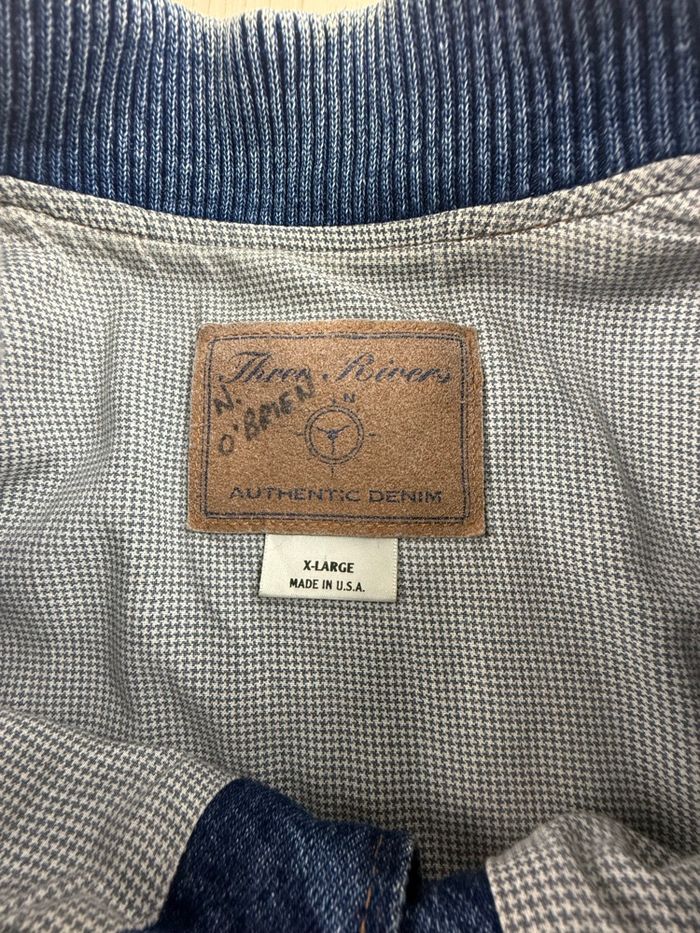 Three Rivers
N.
O'BRIEN
AUTHENTIC DENIM
X-LARGE
MADE IN U.S.A.